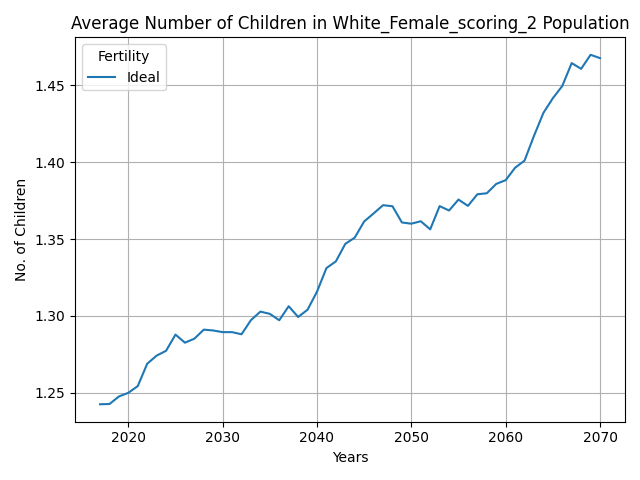 Average Number of Children in White_Female_scoring_2 Population
Fertility
Ideal
No. of Children
1.45
1.40
1.35
1.30
1.25
2020 2030 2040 2050 2060 2070
Years